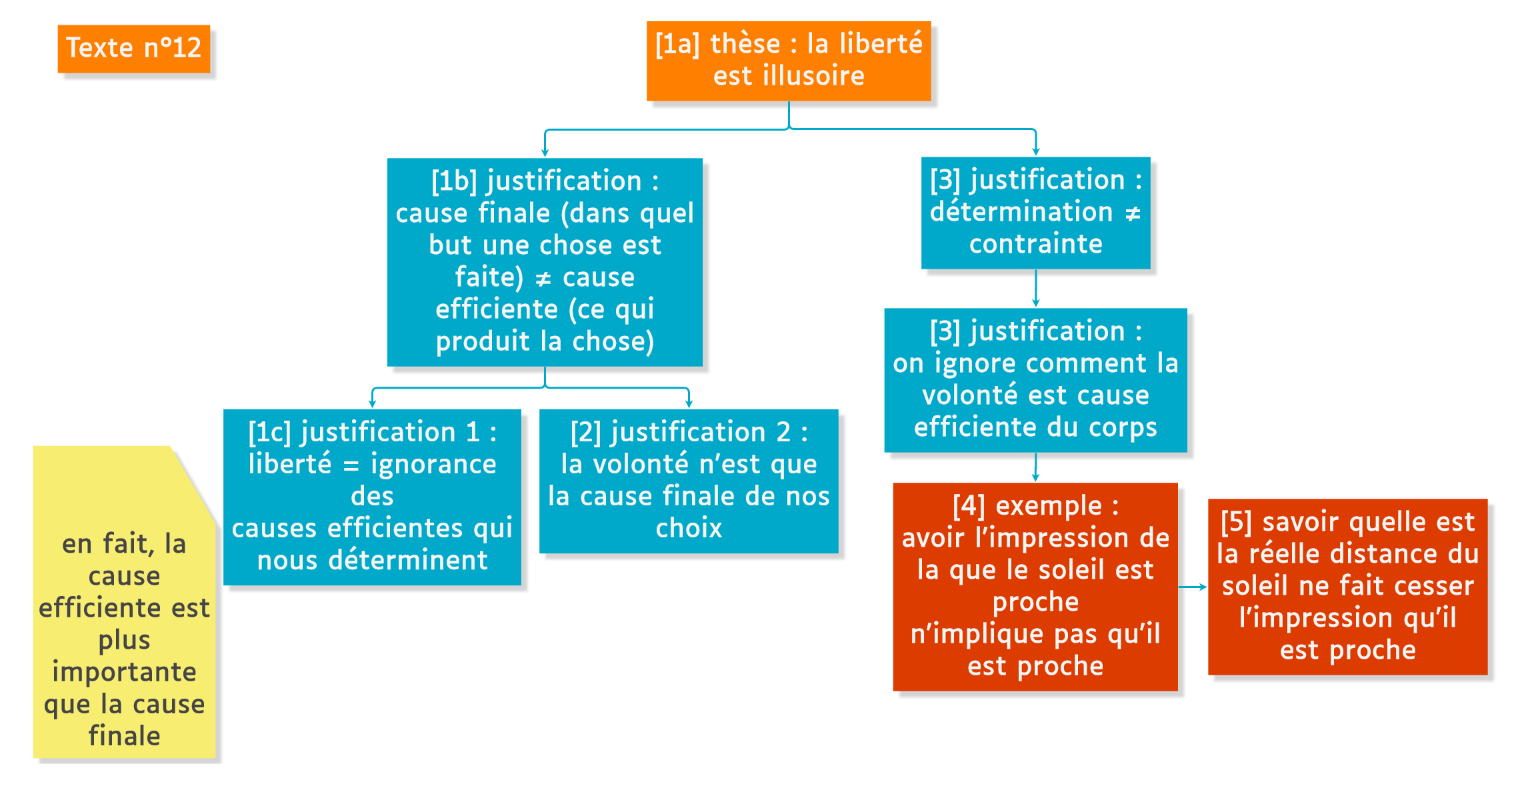 Texte n°12
[1a] thèse : la liberté
est illusoire
[1b] justification :
cause finale (dans quel
but une chose est
faite) ≠ cause
efficiente (ce qui
produit la chose)
[3] justification :
détermination ≠
contrainte
[3] justification :
on ignore comment la
volonté est cause
efficiente du corps
[1c] justification 1 :
liberté = ignorance
des
causes efficientes qui
nous déterminent
[2] justification 2 :
la volonté n'est que
la cause finale de nos
choix
en fait, la
cause
efficiente est
plus
importante
que la cause
finale
[4] exemple :
avoir l'impression de
la que le soleil est
proche
n'implique pas qu'il
est proche
[5] savoir quelle est
la réelle distance du
soleil ne fait cesser
l'impression qu'il
est proche